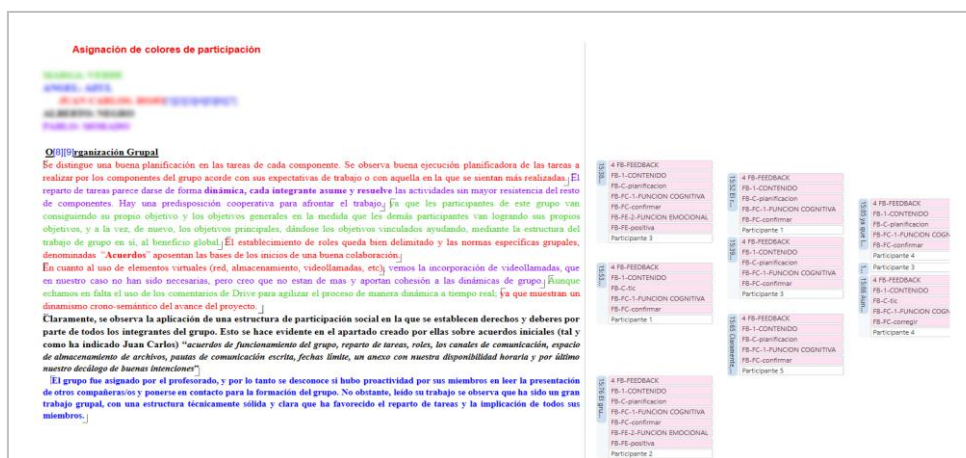 Asignación de colores de participación
ANGEL: AZUL
ALBERTO: NEGRO
PABLO: MORADO
O[8][9]rganización Grupal
Se distingue una buena planificación en las tareas de cada componente. Se observa buena ejecución planificadora de las tareas a
realizar por los componentes del grupo acorde con sus expectativas de trabajo o con aquella en la que se sientan más realizadas. El
reparto de tareas parece darse de forma dinámica, cada integrante asume y resuelve las actividades sin mayor resistencia del resto
de componentes. Hay una predisposición cooperativa para afrontar el trabajo, ya que les participantes de este grupo van
consiguiendo su propio objetivo y los objetivos generales en la medida que les demás participantes van logrando sus propios
objetivos, y a la vez, de nuevo, los objetivos principales, dándose los objetivos vinculados ayudando, mediante la estructura del
trabajo de grupo en si, al beneficio global. El establecimiento de roles queda bien delimitado y las normas específicas grupales,
denominadas "Acuerdos" aposentan las bases de los inicios de una buena colaboración.
En cuanto al uso de elementos virtuales (red, almacenamiento, videollamadas, etc), vemos la incorporación de videollamadas, que
en nuestro caso no han sido necesarias, pero creo que no estan de mas y aportan cohesión a las dinámicas de grupo. Aunque
echamos en falta el uso de los comentarios de Drive para agilizar el proceso de manera dinámica a tiempo real; ya que muestran un
dinamismo crono-semántico del avance del proyecto.
Claramente, se observa la aplicación de una estructura de participación social en la que se establecen derechos y deberes por
parte de todos los integrantes del grupo. Esto se hace evidente en el apartado creado por ellas sobre acuerdos iniciales (tal y
como ha indicado Juan Carlos) "acuerdos de funcionamiento del grupo, reparto de tareas, roles, los canales de comunicación, espacio
de almacenamiento de archivos, pautas de comunicación escrita, fechas límite, un anexo con nuestra disponibilidad horaria y por último
nuestro decálogo de buenas intenciones"
El grupo fue asignado por el profesorado, y por lo tanto se desconoce si hubo proactividad por sus miembros en leer la presentación
de otros compañeras/os y ponerse en contacto para la formación del grupo. No obstante, leído su trabajo se observa que ha sido un gran
trabajo grupal, con una estructura técnicamente sólida y clara que ha favorecido el reparto de tareas y la implicación de todos sus
miembros.
4 FB-FEEDBACK
FB-1-CONTENIDO
FB-C-planificacion
FB-FC-1-FUNCION COGNITIVA
FB-FC-confirmar
FB-FE-2-FUNCION EMOCIONAL
FB-FE-positiva
Participante 3
4 FB-FEEDBACK
FB-1-CONTENIDO
FB-C-tic
FB-FC-1-FUNCION COGNITIVA
FB-FC-confirmar
Participante 1
4 FB-FEEDBACK
FB-1-CONTENIDO
FB-C-planificacion
FB-FC-1-FUNCION COGNITIVA
FB-FC-confirmar
FB-FE-2-FUNCION EMOCIONAL
FB-FE-positiva
Participante 2
4 FB-FEEDBACK
FB-1-CONTENIDO
FB-C-planificacion
FB-FC-1-FUNCION COGNITIVA
FB-FC-confirmar
Participante 1
4 FB-FEEDBACK
FB-1-CONTENIDO
FB-C-planificacion
FB-FC-1-FUNCION COGNITIVA
FB-FC-confirmar
Participante 3
4 FB-FEEDBACK
FB-1-CONTENIDO
FB-C-planificacion
FB-FC-1-FUNCION COGNITIVA
FB-FC-confirmar
Participante 5
4 FB-FEEDBACK
FB-1-CONTENIDO
FB-C-planificacion
FB-FC-1-FUNCION COGN
FB-FC-confirmar
Participante 4
Participante 3
4 FB-FEEDBACK
FB-1-CONTENIDO
FB-C-tic
FB-FC-1-FUNCION COGN
FB-FC-corregir
Participante 4